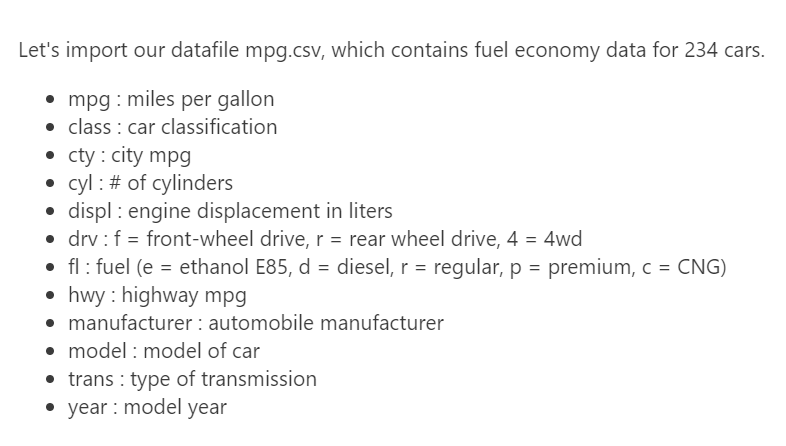 Let's import our datafile mpg.csv, which contains fuel economy data for 234 cars.
• mpg : miles per gallon
• class : car classification
• cty : city mpg
• cyl : # of cylinders
• displ : engine displacement in liters
• drv : f = front-wheel drive, r = rear wheel drive, 4 = 4wd
• fl : fuel (e = ethanol E85, d = diesel, r = regular, p = premium, c = CNG)
• hwy : highway mpg
• manufacturer : automobile manufacturer
• model : model of car
• trans : type of transmission
• year : model year